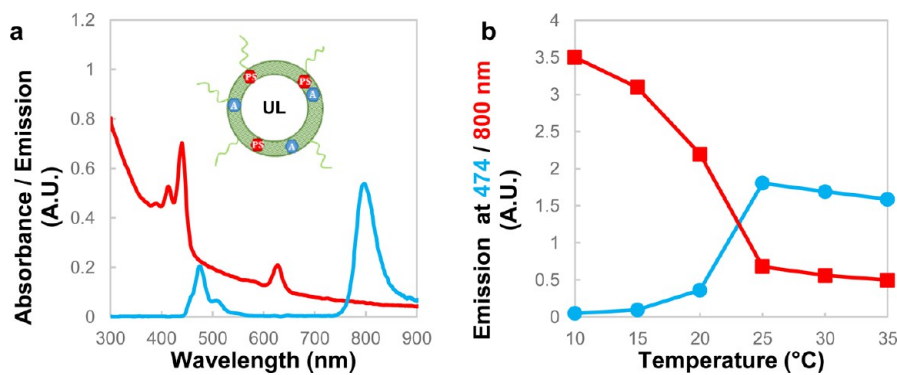 a
Absorbance / Emission
(A.U.)
1.2
1
0.8
0.6
0.4
0.2
0
300 400 500 600 700 800 900
Wavelength (nm)
PS
PS
A
A
UL
PS
A
b
Emission at 474 / 800 nm
(A.U.)
4
3.5
3
2.5
2
1.5
1
0.5
0
10 15 20 25 30 35
Temperature (°C)